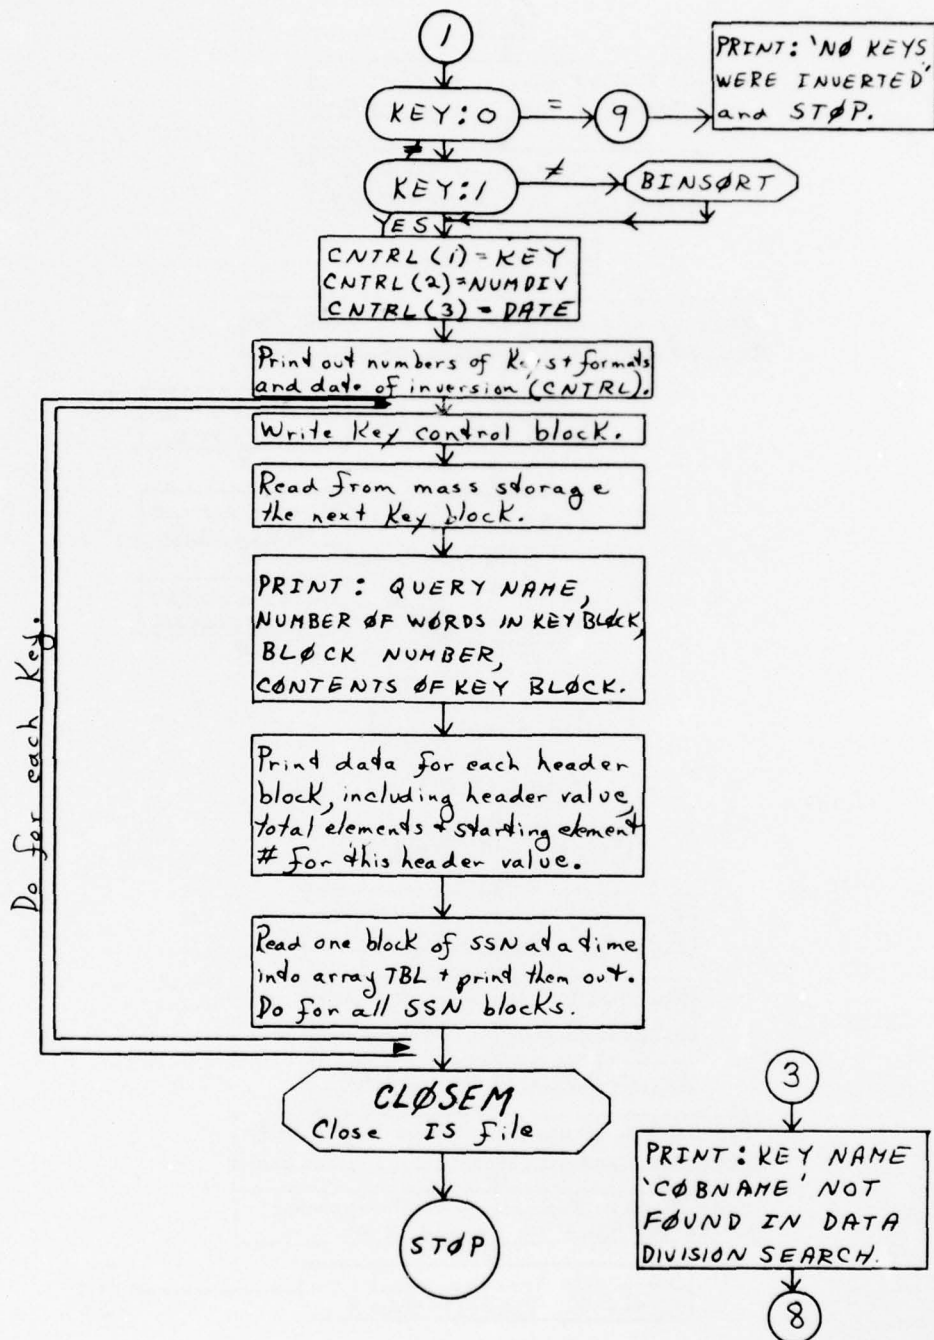 1
PRINT: 'NØ KEYS
WERE INVERTED'
and STØP.
KEY:0
=
9
≠
KEY:1
≠
BINSØRT
YES
CNTRL(1)=KEY
CNTRL(2)=NUMDIV
CNTRL(3)=DATE
Print out numbers of Keys + formats
and date of inversion (CNTRL).
Write Key control block.
Read from mass storage
the next Key block.
PRINT: QUERY NAME,
NUMBER ØF WØRDS IN KEY BLØCK,
BLØCK NUMBER,
CØNTENTS ØF KEY BLØCK.
Do for each Key.
Print data for each header
block, including header value,
total elements + starting element
# for this header value.
Read one block of SSN at a time
into array TBL + print them out.
Do for all SSN blocks.
CLØSEM
Close IS file
STØP
3
PRINT: KEY NAME
'CØBNAME' NOT
FØUND IN DATA
DIVISION SEARCH.
8